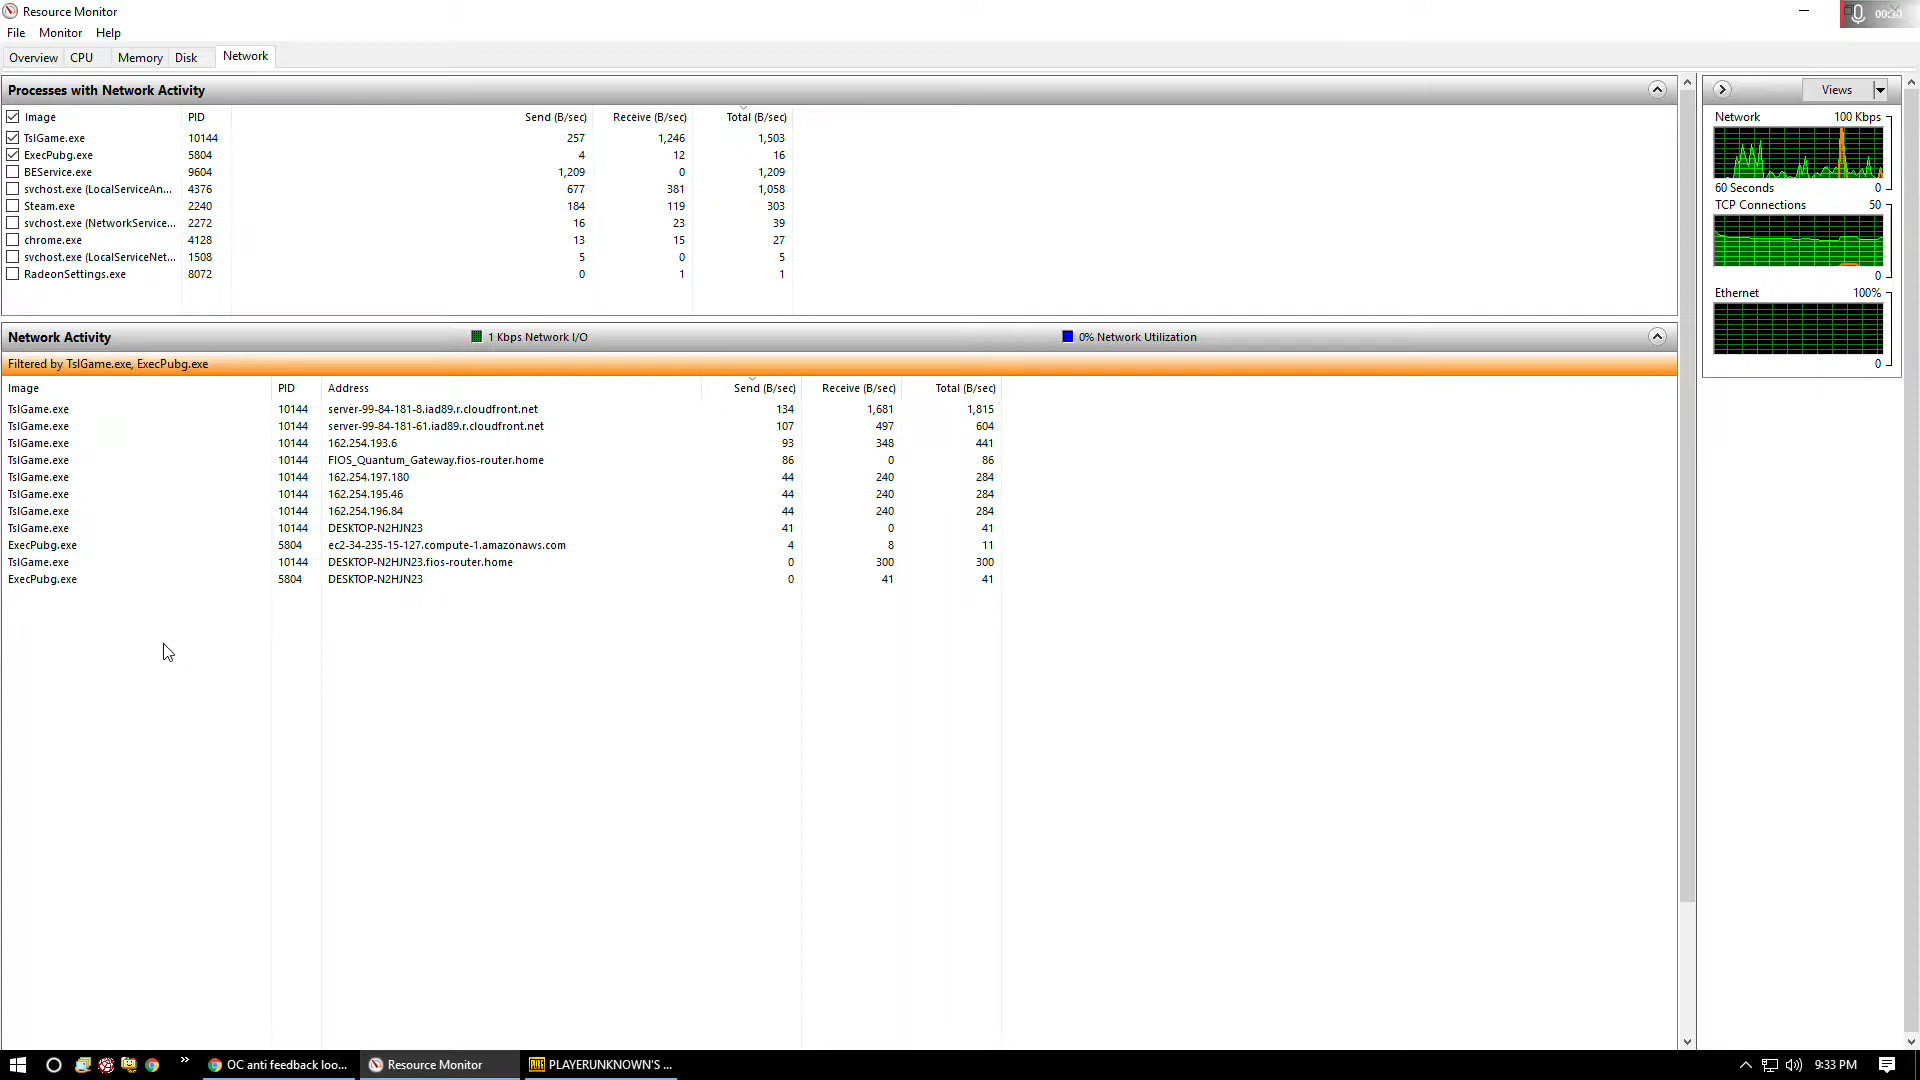 Resource Monitor
00:30
File Monitor Help
Overview CPU Memory Disk Network
Processes with Network Activity
Image PID Send (B/sec) Receive (B/sec) Total (B/sec)
TslGame.exe 10144 257 1,246 1,503
ExecPubg.exe 5804 4 12 16
BEService.exe 9604 1,209 0 1,209
svchost.exe (LocalServiceAn... 4376 677 381 1,058
Steam.exe 2240 184 119 303
svchost.exe (NetworkService... 2272 16 23 39
chrome.exe 4128 13 15 27
svchost.exe (LocalServiceNet... 1508 5 0 5
RadeonSettings.exe 8072 0 1 1
Network Activity 1 Kbps Network I/O 0% Network Utilization
Filtered by TslGame.exe, ExecPubg.exe
Image PID Address Send (B/sec) Receive (B/sec) Total (B/sec)
TslGame.exe 10144 server-99-84-181-8.iad89.r.cloudfront.net 134 1,681 1,815
TslGame.exe 10144 server-99-84-181-61.iad89.r.cloudfront.net 107 497 604
TslGame.exe 10144 162.254.193.6 93 348 441
TslGame.exe 10144 FIOS_Quantum_Gateway.fios-router.home 86 0 86
TslGame.exe 10144 162.254.197.180 44 240 284
TslGame.exe 10144 162.254.195.46 44 240 284
TslGame.exe 10144 162.254.196.84 44 240 284
TslGame.exe 10144 DESKTOP-N2HJN23 41 0 41
ExecPubg.exe 5804 ec2-34-235-15-127.compute-1.amazonaws.com 4 8 11
TslGame.exe 10144 DESKTOP-N2HJN23.fios-router.home 0 300 300
ExecPubg.exe 5804 DESKTOP-N2HJN23 0 41 41
Views
Network 100 Kbps
60 Seconds 0
TCP Connections 50
0
Ethernet 100%
0
OC anti feedback loo... Resource Monitor PLAYERUNKNOWN'S ... 9:33 PM